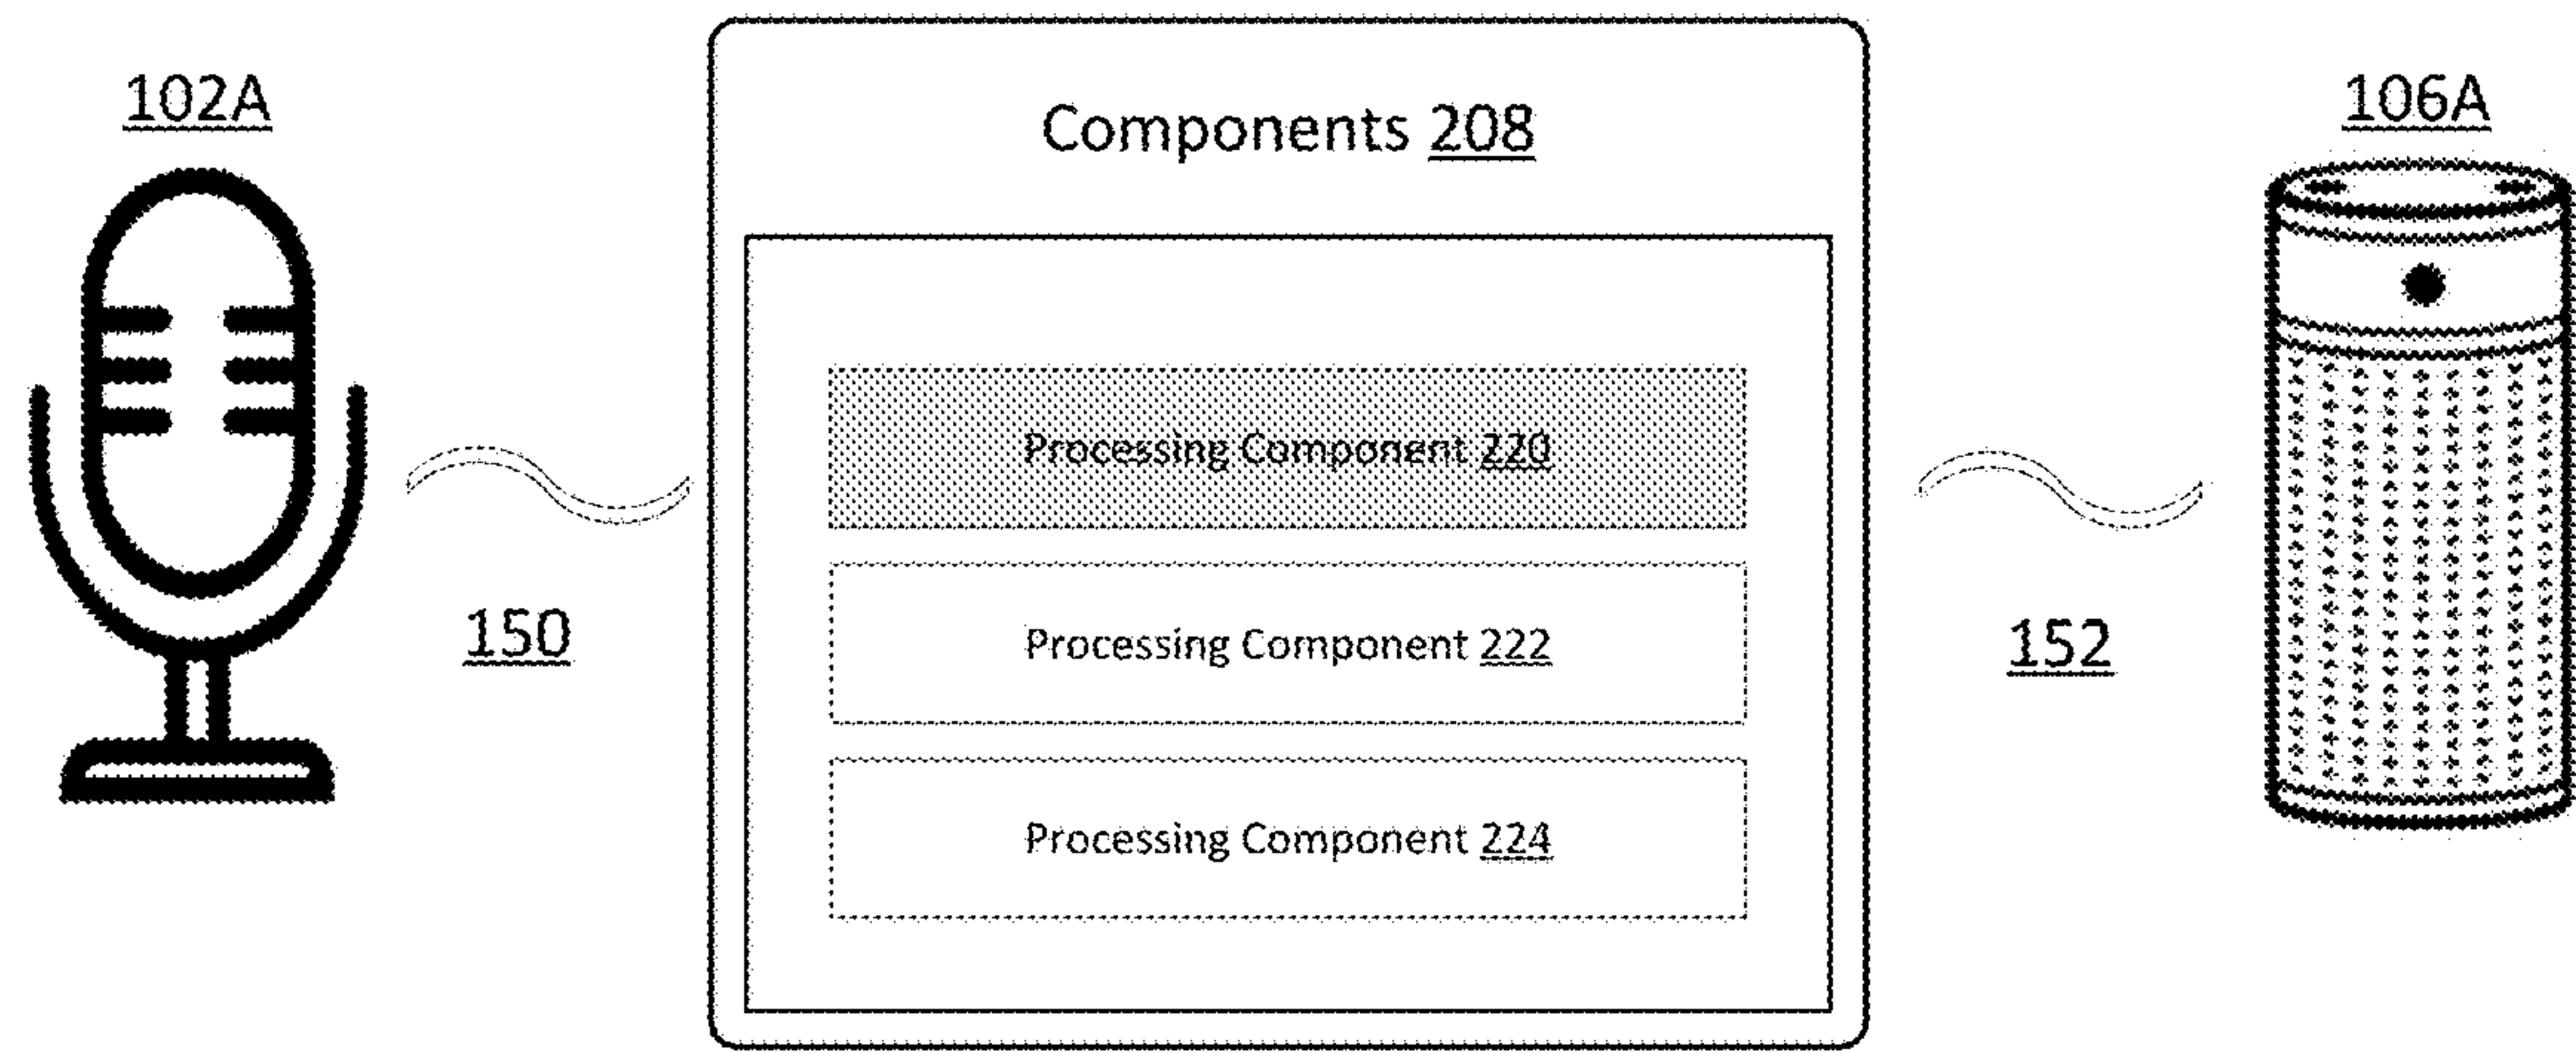 102A
Components 208
106A
Processing Component 220
Processing Component 222
150
152
Processing Component 224